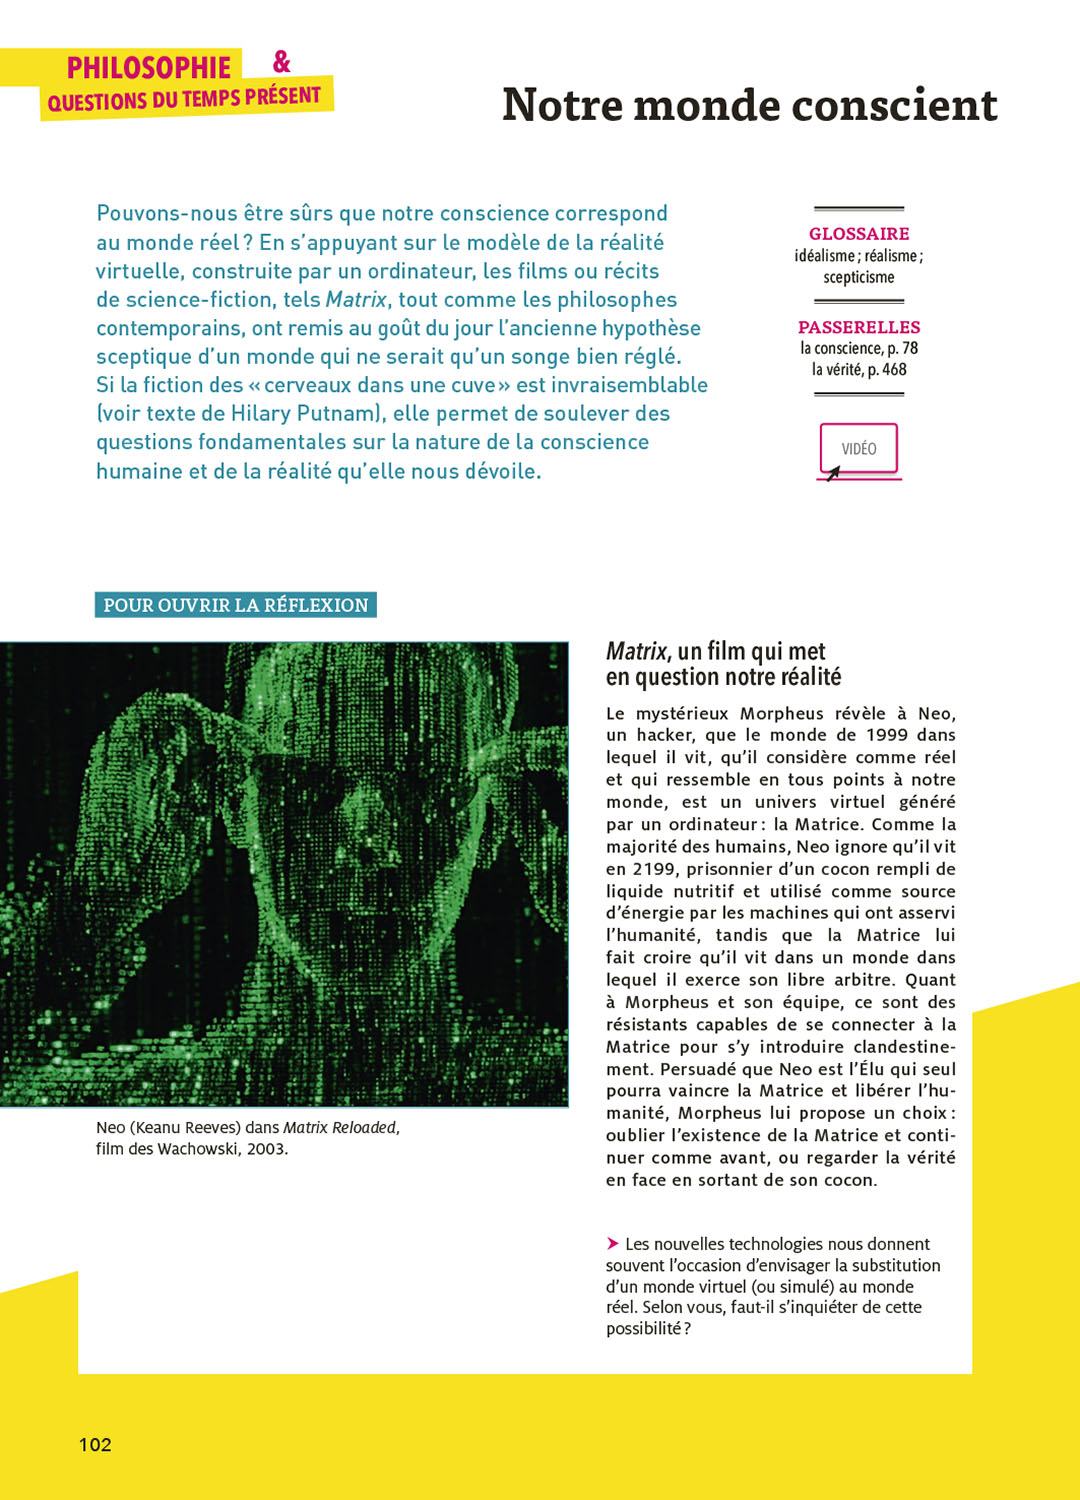 PHILOSOPHIE &
QUESTIONS DU TEMPS PRÉSENT
Notre monde conscient
Pouvons-nous être sûrs que notre conscience correspond
au monde réel ? En s’appuyant sur le modèle de la réalité
virtuelle, construite par un ordinateur, les films ou récits
de science-fiction, tels Matrix, tout comme les philosophes
contemporains, ont remis au goût du jour l’ancienne hypothèse
sceptique d’un monde qui ne serait qu’un songe bien réglé.
Si la fiction des « cerveaux dans une cuve » est invraisemblable
(voir texte de Hilary Putnam), elle permet de soulever des
questions fondamentales sur la nature de la conscience
humaine et de la réalité qu’elle nous dévoile.
GLOSSAIRE
idéalisme ; réalisme ;
scepticisme
PASSERELLES
la conscience, p. 78
la vérité, p. 468
VIDÉO
POUR OUVRIR LA RÉFLEXION
Neo (Keanu Reeves) dans Matrix Reloaded,
film des Wachowski, 2003.
Matrix, un film qui met
en question notre réalité
Le mystérieux Morpheus révèle à Neo,
un hacker, que le monde de 1999 dans
lequel il vit, qu’il considère comme réel
et qui ressemble en tous points à notre
monde, est un univers virtuel généré
par un ordinateur : la Matrice. Comme la
majorité des humains, Neo ignore qu’il vit
en 2199, prisonnier d’un cocon rempli de
liquide nutritif et utilisé comme source
d’énergie par les machines qui ont asservi
l’humanité, tandis que la Matrice lui
fait croire qu’il vit dans un monde dans
lequel il exerce son libre arbitre. Quant
à Morpheus et son équipe, ce sont des
résistants capables de se connecter à la
Matrice pour s’y introduire clandestine-
ment. Persuadé que Neo est l’Élu qui seul
pourra vaincre la Matrice et libérer l’hu-
manité, Morpheus lui propose un choix :
oublier l’existence de la Matrice et conti-
nuer comme avant, ou regarder la vérité
en face en sortant de son cocon.
➤ Les nouvelles technologies nous donnent
souvent l’occasion d’envisager la substitution
d’un monde virtuel (ou simulé) au monde
réel. Selon vous, faut-il s’inquiéter de cette
possibilité ?
102